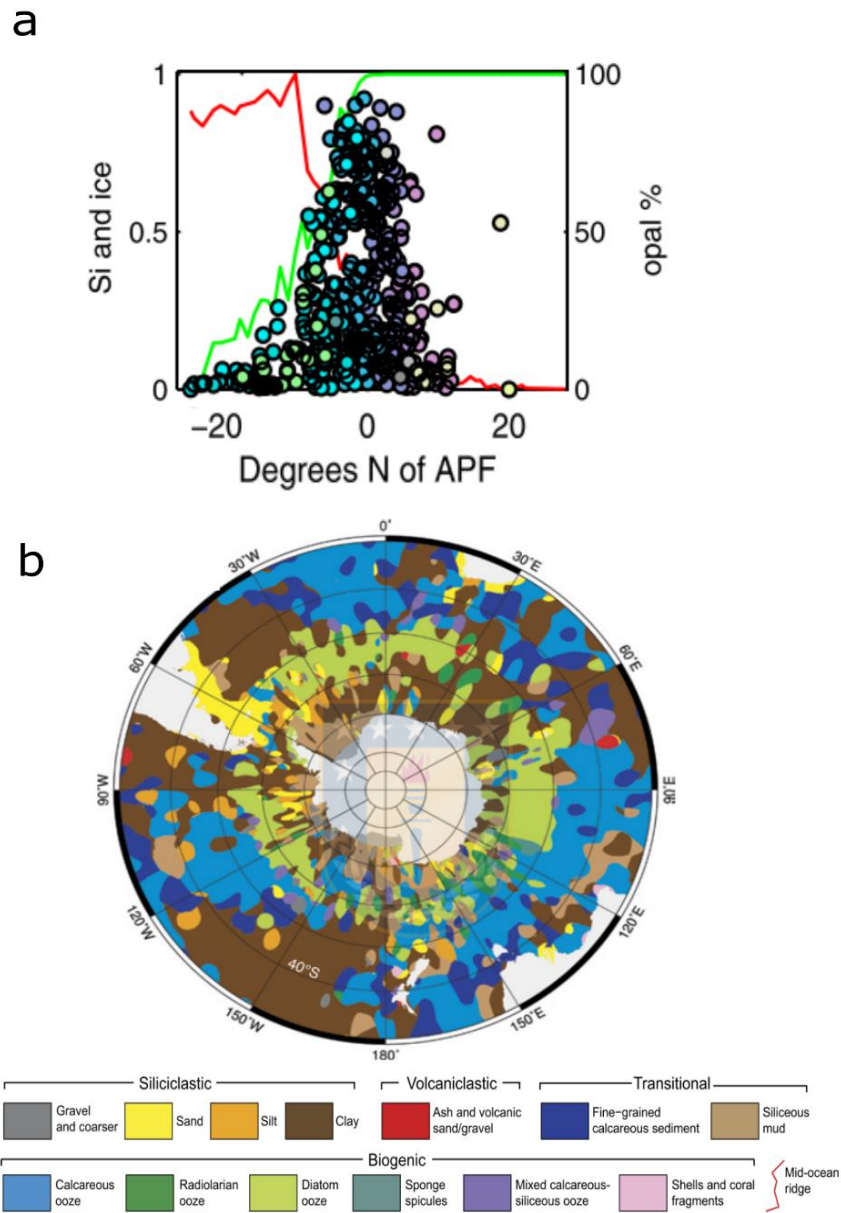 a
1
100
Si and ice
0.5
50
opal %
0
0
−20
0
20
Degrees N of APF
b
0°
30°W
30°E
60°W
60°E
90°W
120°W
120°E
40°S
150°W
150°E
180°
Siliciclastic
Volcaniclastic
Transitional
Gravel
and coarser
Sand
Silt
Clay
Ash and volcanic
sand/gravel
Fine−grained
calcareous sediment
Siliceous
mud
Biogenic
Calcareous
ooze
Radiolarian
ooze
Diatom
ooze
Sponge
spicules
Mixed calcareous-
siliceous ooze
Shells and coral
fragments
Mid-ocean
ridge